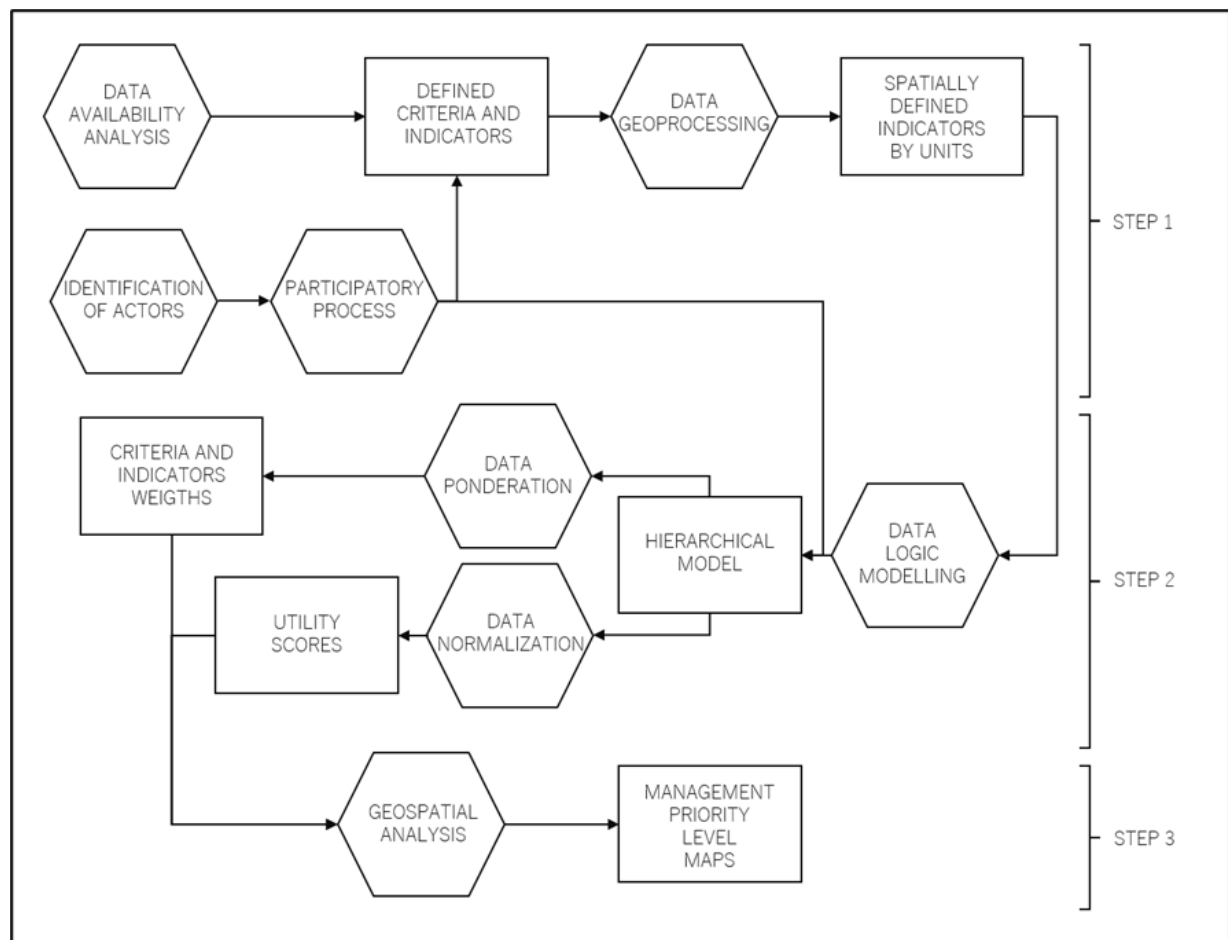 DATA
AVAILABILITY
ANALYSIS
DEFINED
CRITERIA AND
INDICATORS
DATA
GEOPROCESSING
SPATIALLY
DEFINED
INDICATORS
BY UNITS
STEP 1
IDENTIFICATION
OF ACTORS
PARTICIPATORY
PROCESS
CRITERIA AND
INDICATORS
WEIGTHS
DATA
PONDERATION
HIERARCHICAL
MODEL
DATA
LOGIC
MODELLING
STEP 2
UTILITY
SCORES
DATA
NORMALIZATION
GEOSPATIAL
ANALYSIS
MANAGEMENT
PRIORITY
LEVEL
MAPS
STEP 3